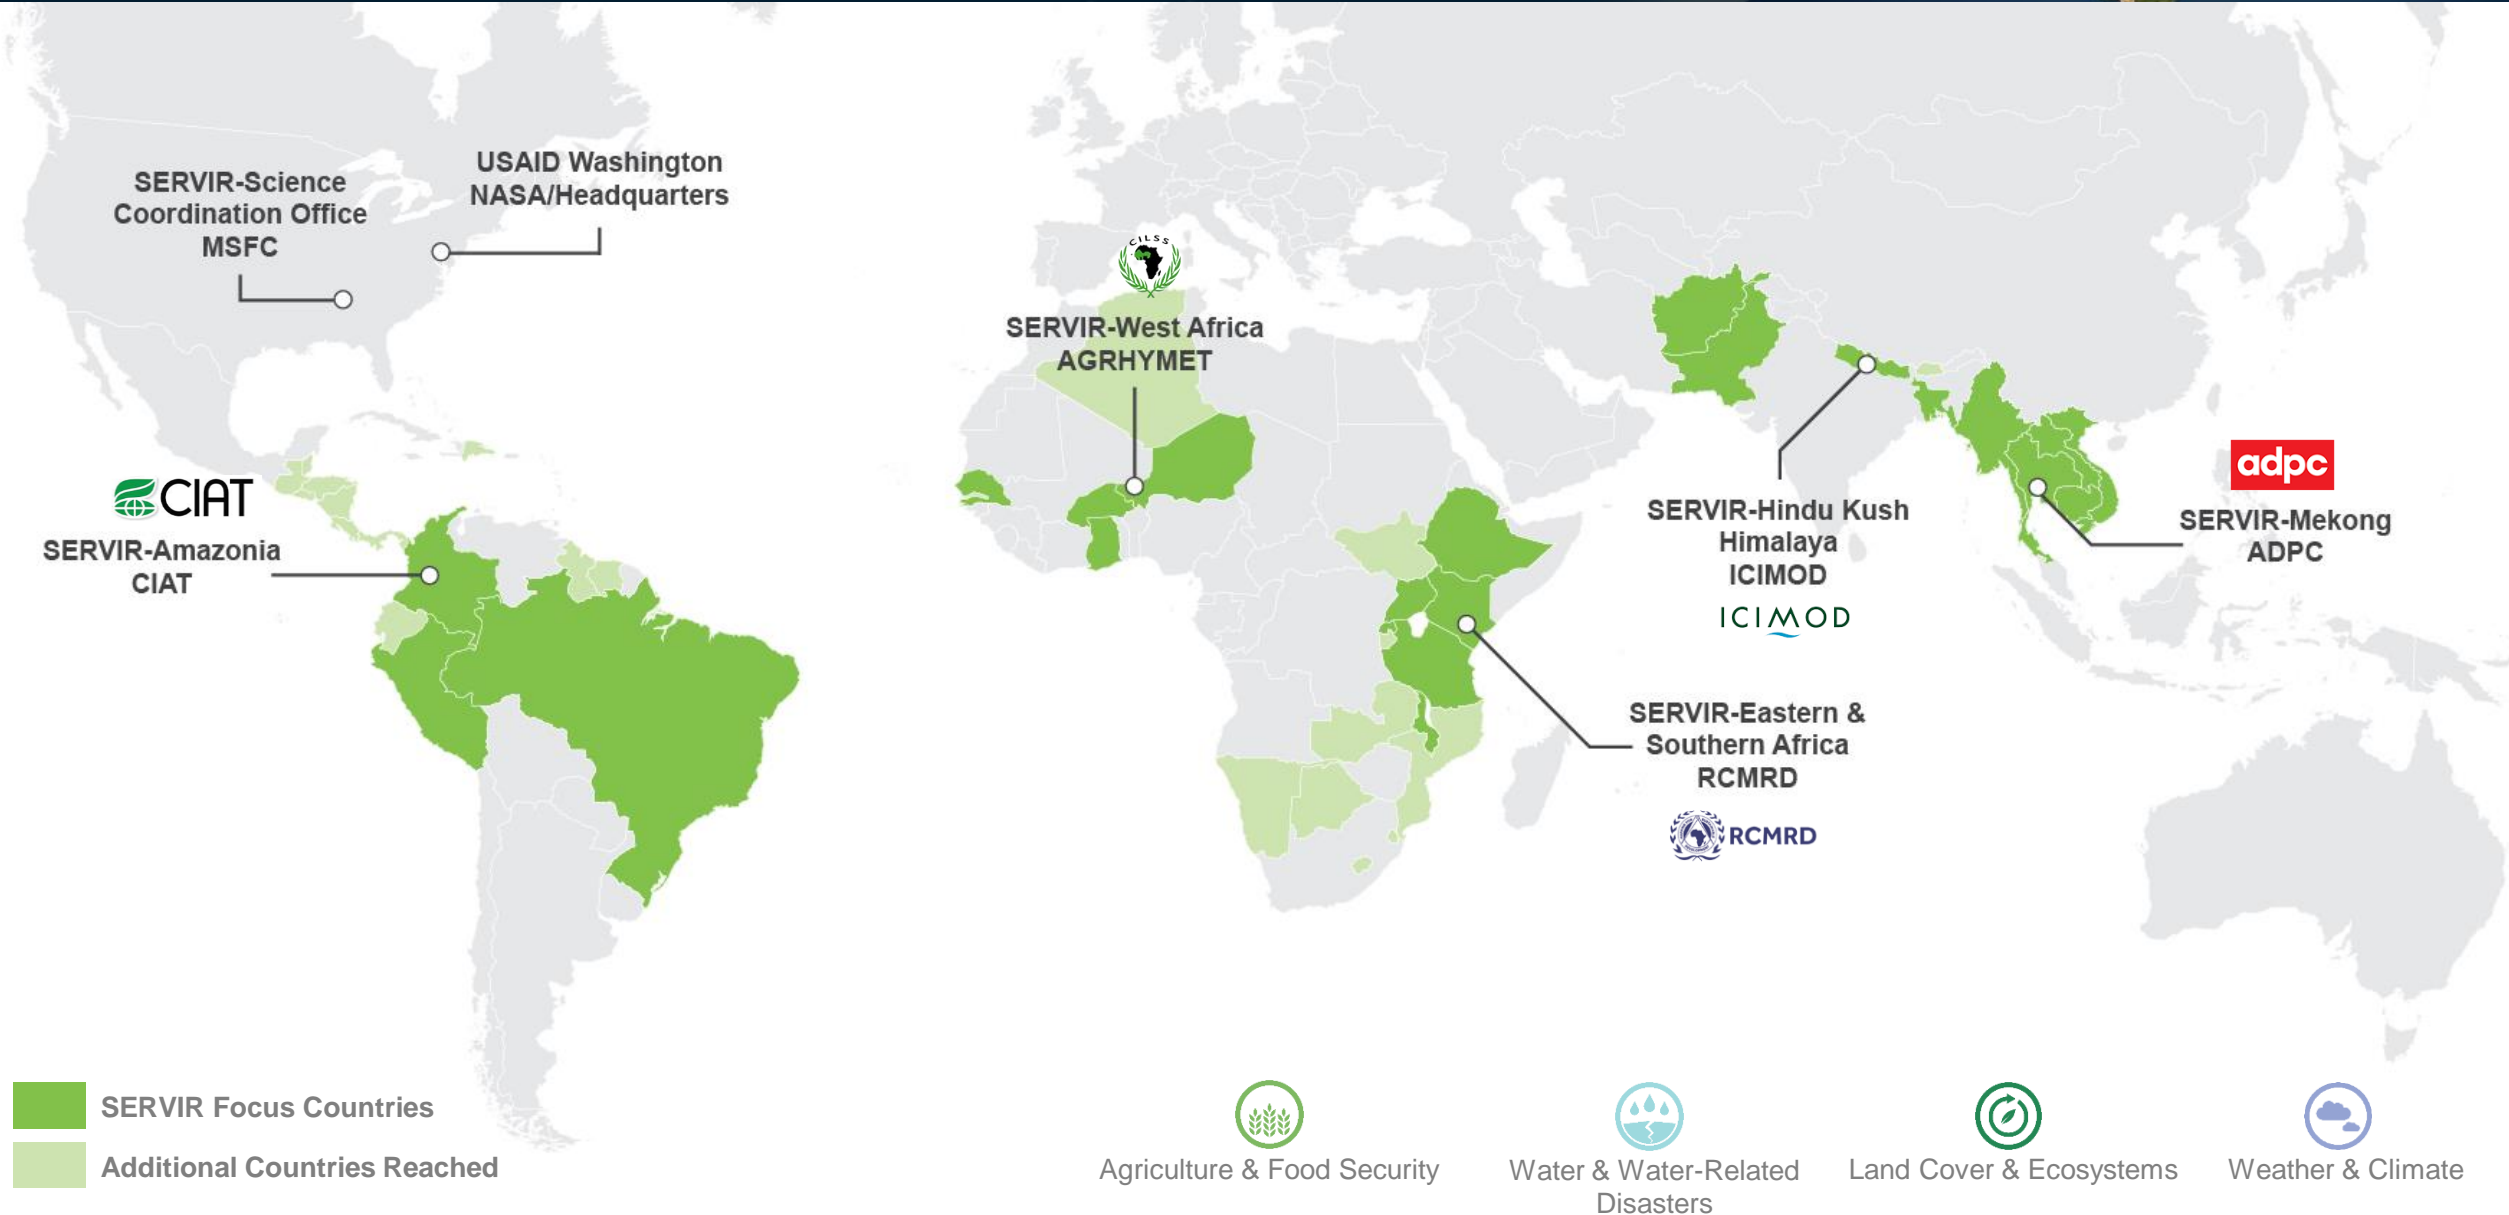 SERVIR-Science
Coordination Office
MSFC
USAID Washington
NASA/Headquarters
CILSS
SERVIR-West Africa
AGRHYMET
CIAT
SERVIR-Amazonia
CIAT
SERVIR-Hindu Kush
Himalaya
ICIMOD
ICIMOD
adpc
SERVIR-Mekong
ADPC
SERVIR-Eastern &
Southern Africa
RCMRD
RCMRD
SERVIR Focus Countries
Additional Countries Reached
Agriculture & Food Security
Water & Water-Related
Disasters
Land Cover & Ecosystems
Weather & Climate